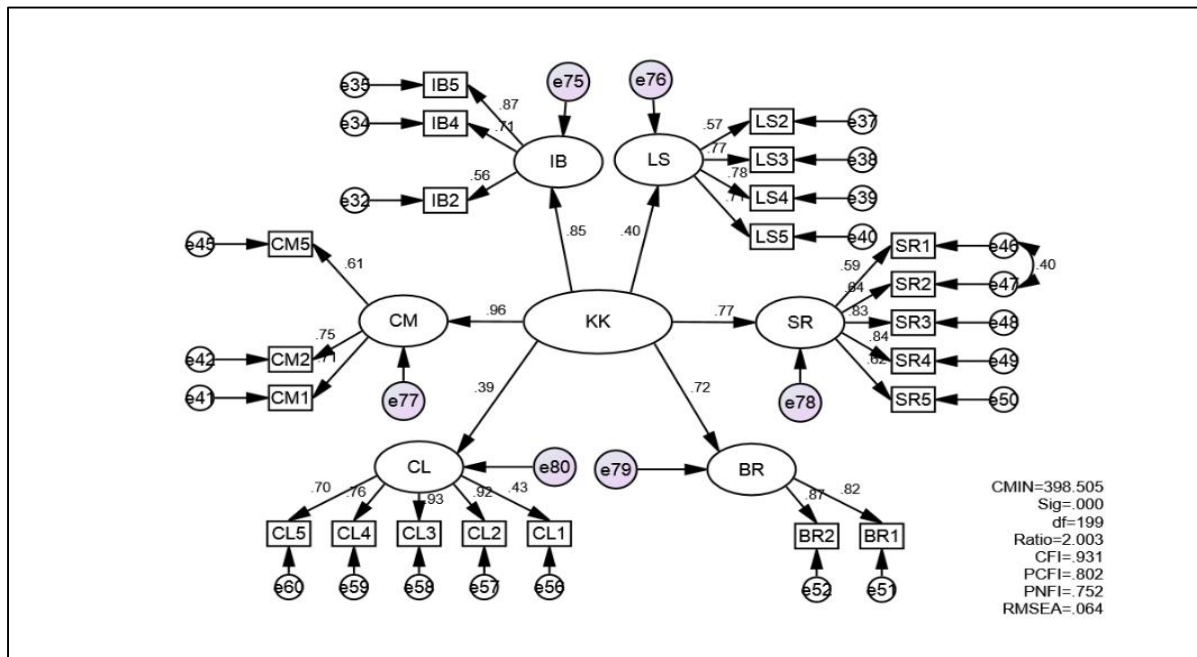 e75
e76
e35
IB5
.87
LS2
e37
.57
e34
IB4
.71
.77
LS3
e38
IB
LS
.78
LS4
e39
.56
e32
IB2
LS5
e40
.85
.40
e45
CM5
SR1
e46
.59
.40
.61
.64
SR2
e47
CM
.96
KK
.77
SR
.83
SR3
e48
.75
.84
e42
CM2
SR4
e49
.71
.62
e41
CM1
e77
.39
.72
e78
SR5
e50
CL
e80
e79
BR
.70
.76
.93
.92
.43
.87
.82
CL5
CL4
CL3
CL2
CL1
BR2
BR1
e60
e59
e58
e57
e56
e52
e51
CMIN=398.505
Sig=.000
df=199
Ratio=2.003
CFI=.931
PCFI=.802
PNFI=.752
RMSEA=.064